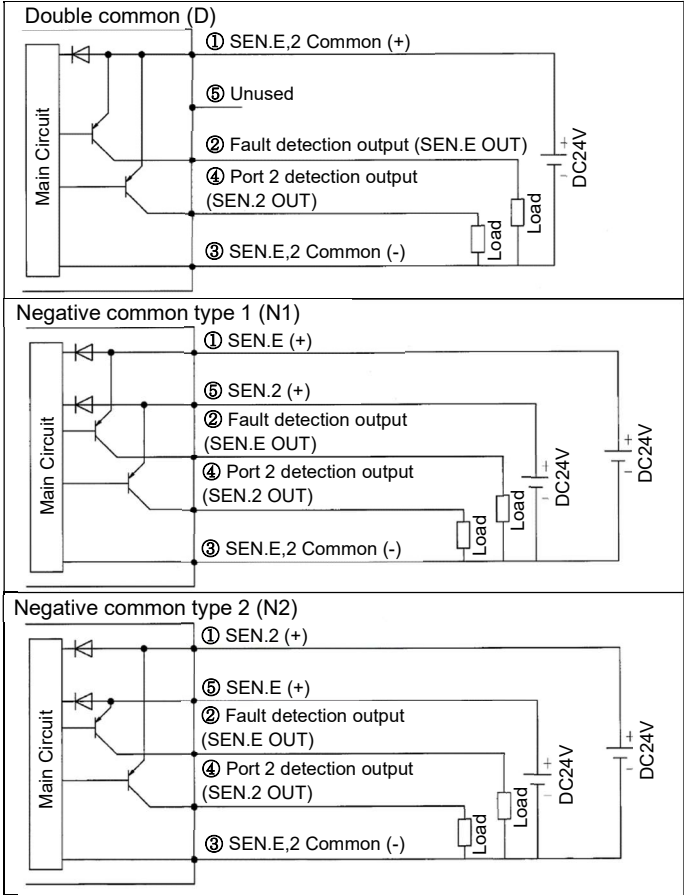 Double common (D)
① SEN.E,2 Common (+)
⑤ Unused
② Fault detection output (SEN.E OUT)
④ Port 2 detection output
(SEN.2 OUT)
③ SEN.E,2 Common (-)
Main Circuit
Load
Load
+
DC24V
-
Negative common type 1 (N1)
① SEN.E (+)
⑤ SEN.2 (+)
② Fault detection output
(SEN.E OUT)
④ Port 2 detection output
(SEN.2 OUT)
③ SEN.E,2 Common (-)
Main Circuit
Load
Load
+
DC24V
-
+
DC24V
-
Negative common type 2 (N2)
① SEN.2 (+)
⑤ SEN.E (+)
② Fault detection output
(SEN.E OUT)
④ Port 2 detection output
(SEN.2 OUT)
③ SEN.E,2 Common (-)
Main Circuit
Load
Load
+
DC24V
-
+
DC24V
-